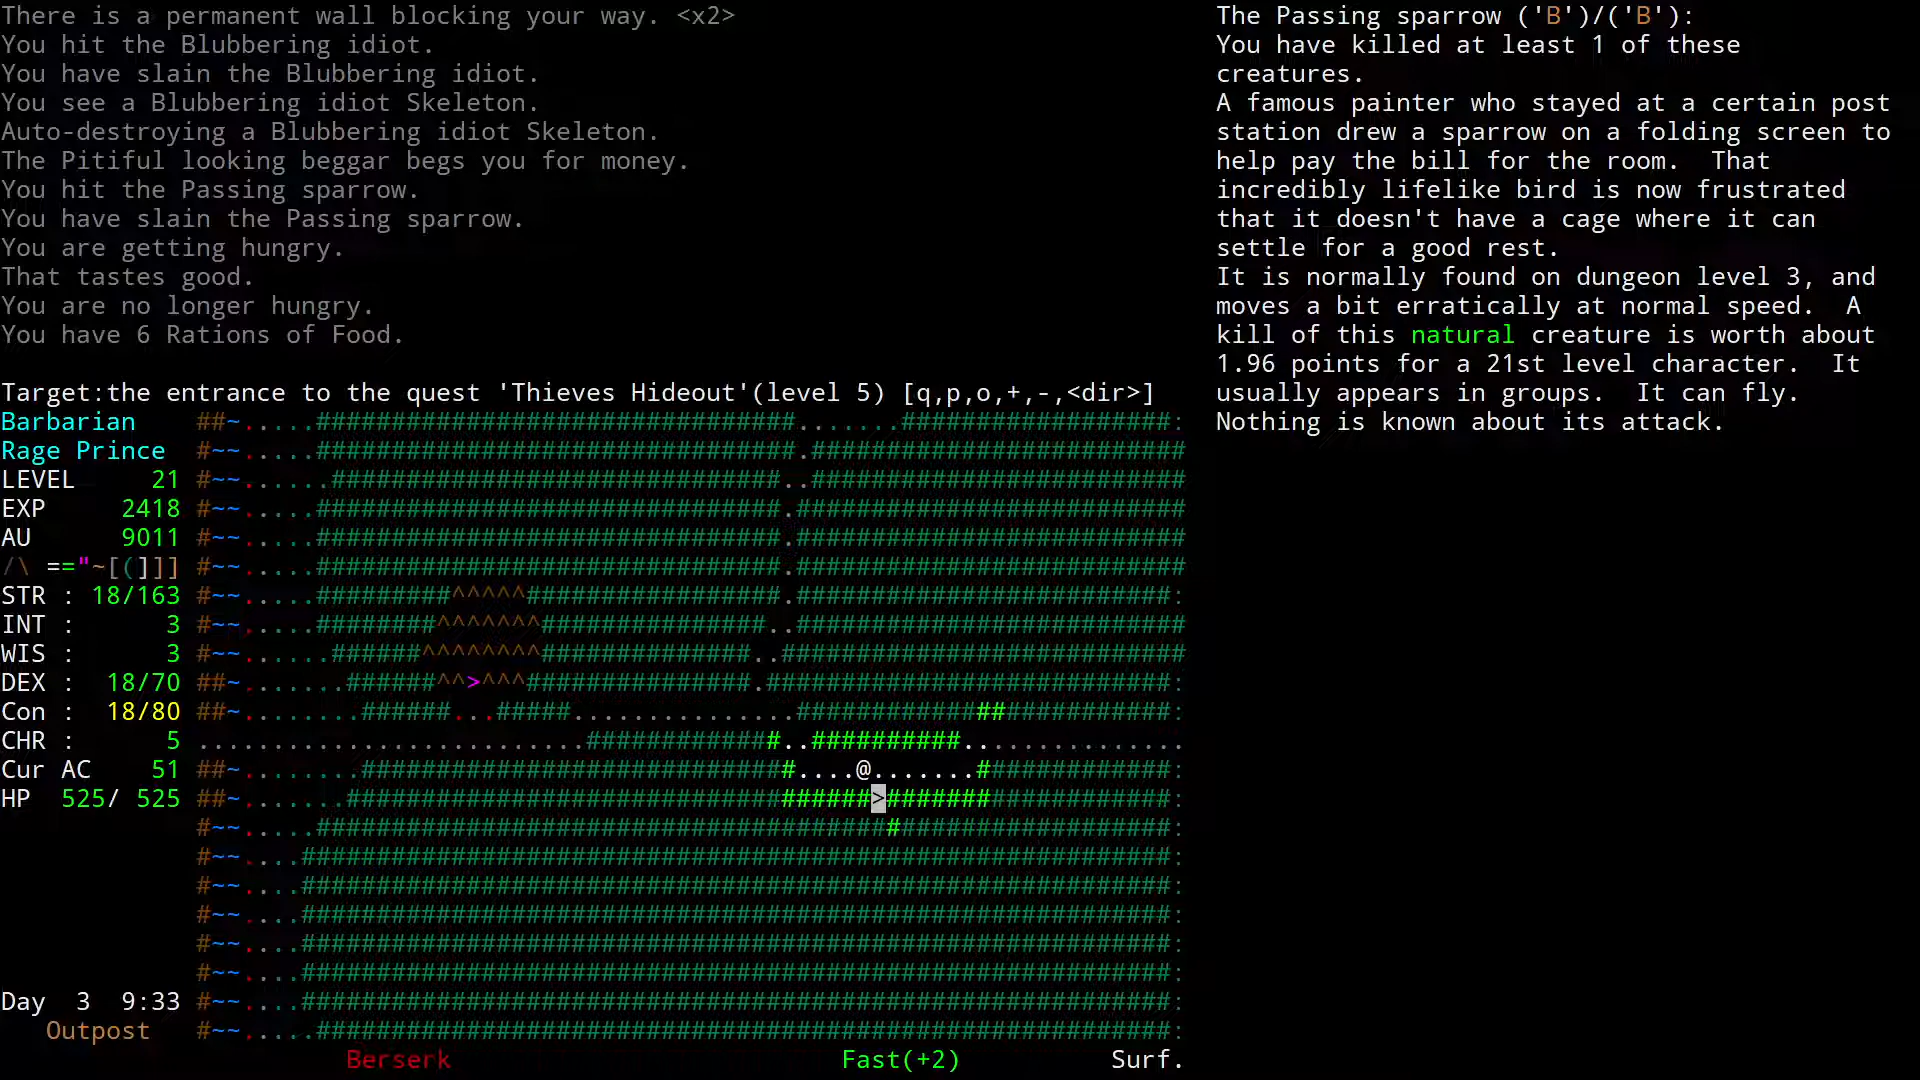 There is a permanent wall blocking your way. <x2>
You hit the Blubbering idiot.
You have slain the Blubbering idiot.
You see a Blubbering idiot Skeleton.
Auto-destroying a Blubbering idiot Skeleton.
The Pitiful looking beggar begs you for money.
You hit the Passing sparrow.
You have slain the Passing sparrow.
You are getting hungry.
That tastes good.
You are no longer hungry.
You have 6 Rations of Food.
Target:the entrance to the quest 'Thieves Hideout'(level 5) [q,p,o,+,-,<dir>]
Barbarian
Rage Prince
LEVEL 21
EXP 2418
AU 9011
/\ =="~[(]]]
STR : 18/163
INT : 3
WIS : 3
DEX : 18/70
Con : 18/80
CHR : 5
Cur AC 51
HP 525/ 525
Day 3 9:33
Outpost
Berserk
Fast(+2)
Surf.
The Passing sparrow ('B')/('B'):
You have killed at least 1 of these
creatures.
A famous painter who stayed at a certain post
station drew a sparrow on a folding screen to
help pay the bill for the room. That
incredibly lifelike bird is now frustrated
that it doesn't have a cage where it can
settle for a good rest.
It is normally found on dungeon level 3, and
moves a bit erratically at normal speed. A
kill of this natural creature is worth about
1.96 points for a 21st level character. It
usually appears in groups. It can fly.
Nothing is known about its attack.